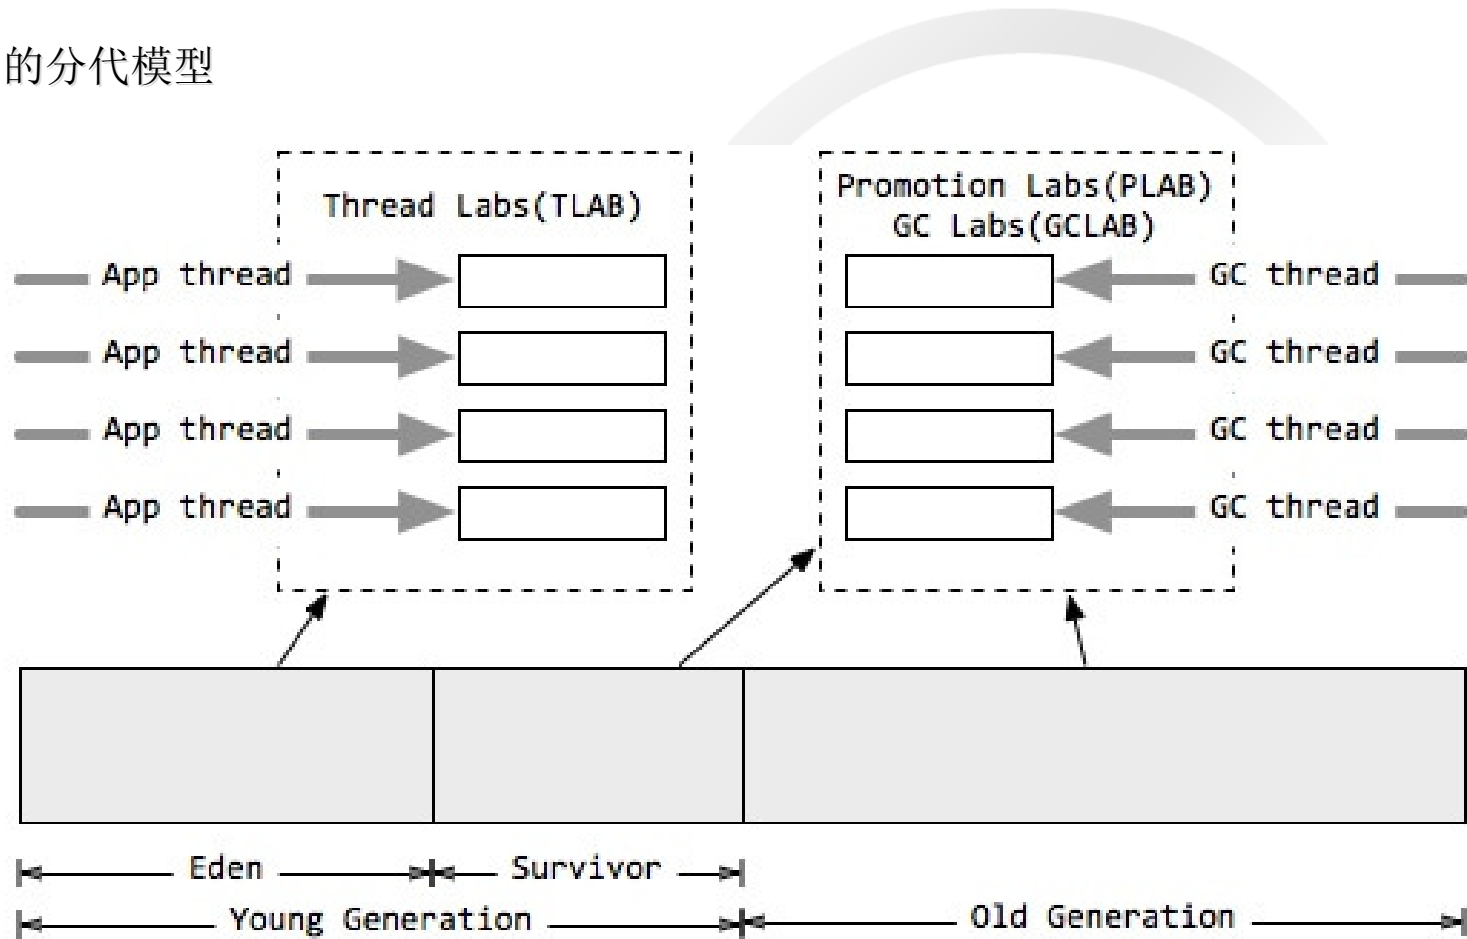 的分代模型
Thread Labs(TLAB)
Promotion Labs(PLAB)
GC Labs(GCLAB)
App thread
GC thread
App thread
GC thread
App thread
GC thread
App thread
GC thread
Eden
Survivor
Young Generation
Old Generation